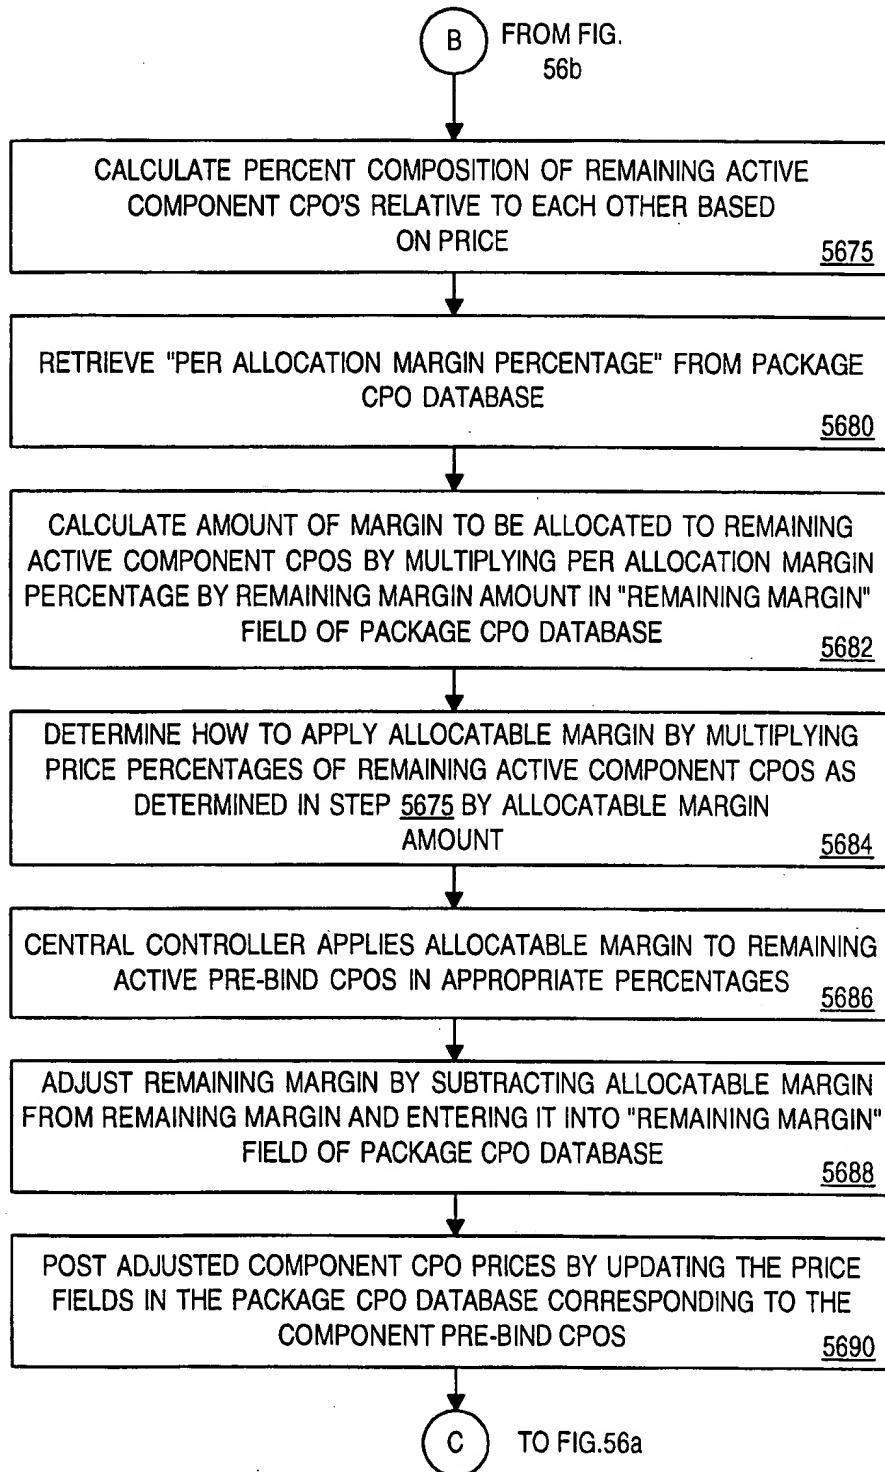 B FROM FIG.
56b
CALCULATE PERCENT COMPOSITION OF REMAINING ACTIVE
COMPONENT CPO'S RELATIVE TO EACH OTHER BASED
ON PRICE
5675
RETRIEVE "PER ALLOCATION MARGIN PERCENTAGE" FROM PACKAGE
CPO DATABASE
5680
CALCULATE AMOUNT OF MARGIN TO BE ALLOCATED TO REMAINING
ACTIVE COMPONENT CPOS BY MULTIPLYING PER ALLOCATION MARGIN
PERCENTAGE BY REMAINING MARGIN AMOUNT IN "REMAINING MARGIN"
FIELD OF PACKAGE CPO DATABASE
5682
DETERMINE HOW TO APPLY ALLOCATABLE MARGIN BY MULTIPLYING
PRICE PERCENTAGES OF REMAINING ACTIVE COMPONENT CPOS AS
DETERMINED IN STEP 5675 BY ALLOCATABLE MARGIN
AMOUNT
5684
CENTRAL CONTROLLER APPLIES ALLOCATABLE MARGIN TO REMAINING
ACTIVE PRE-BIND CPOS IN APPROPRIATE PERCENTAGES
5686
ADJUST REMAINING MARGIN BY SUBTRACTING ALLOCATABLE MARGIN
FROM REMAINING MARGIN AND ENTERING IT INTO "REMAINING MARGIN"
FIELD OF PACKAGE CPO DATABASE
5688
POST ADJUSTED COMPONENT CPO PRICES BY UPDATING THE PRICE
FIELDS IN THE PACKAGE CPO DATABASE CORRESPONDING TO THE
COMPONENT PRE-BIND CPOS
5690
C TO FIG.56a